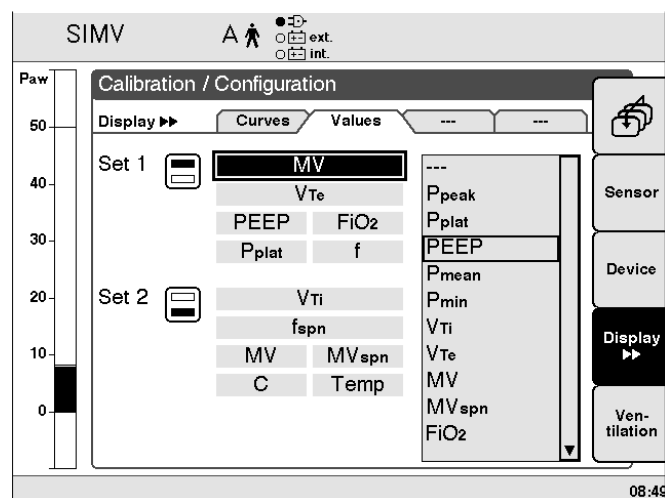 SIMV
A
ext.
int.
Paw
50
40
30
20
10
0
Calibration / Configuration
Display ▶▶
Curves
Values
---
---
Set 1
MV
VTe
PEEP FiO2
Pplat f
Set 2
VTi
fspn
MV MVspn
C Temp
---
Ppeak
Pplat
PEEP
Pmean
Pmin
VTi
VTe
MV
MVspn
FiO2
Sensor
Device
Display
▶▶
Ven-
tilation
08:49